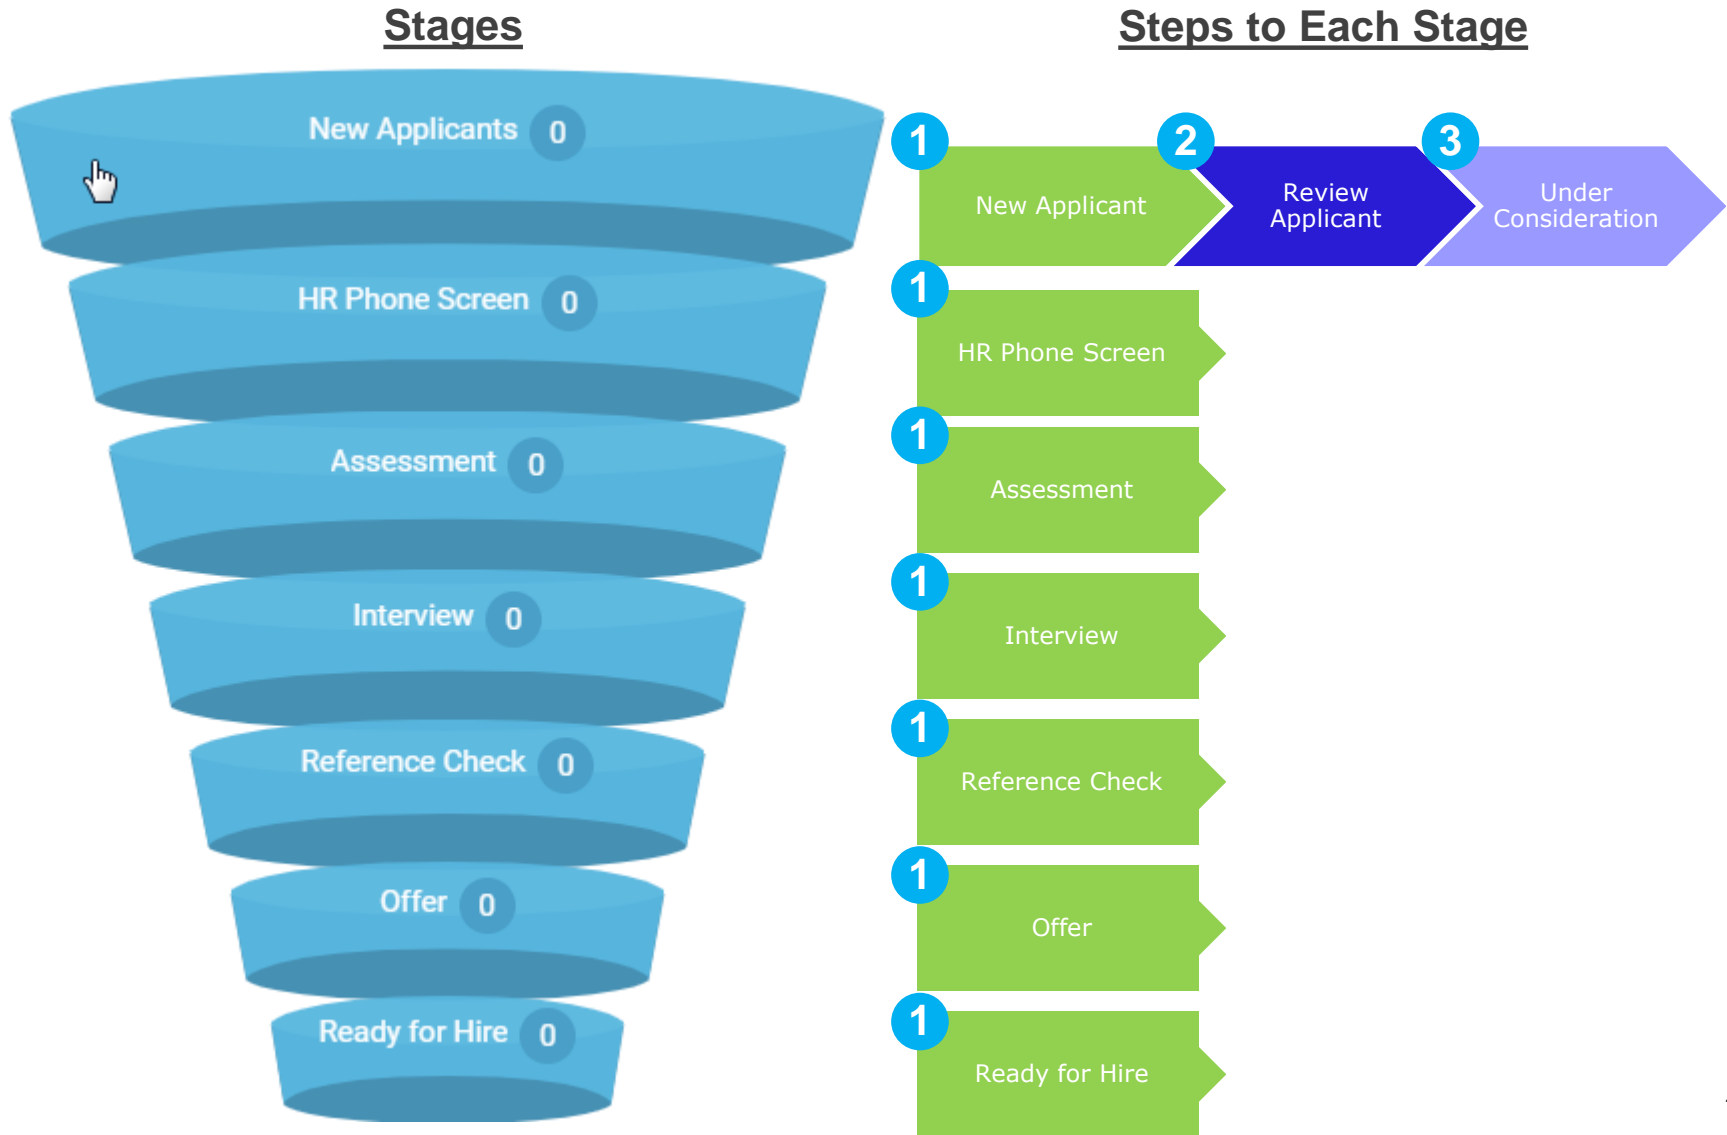 Stages
Steps to Each Stage
New Applicants 0
1
2
3
New Applicant
Review
Applicant
Under
Consideration
HR Phone Screen 0
1
HR Phone Screen
Assessment 0
1
Assessment
Interview 0
1
Interview
Reference Check 0
1
Reference Check
Offer 0
1
Offer
Ready for Hire 0
1
Ready for Hire